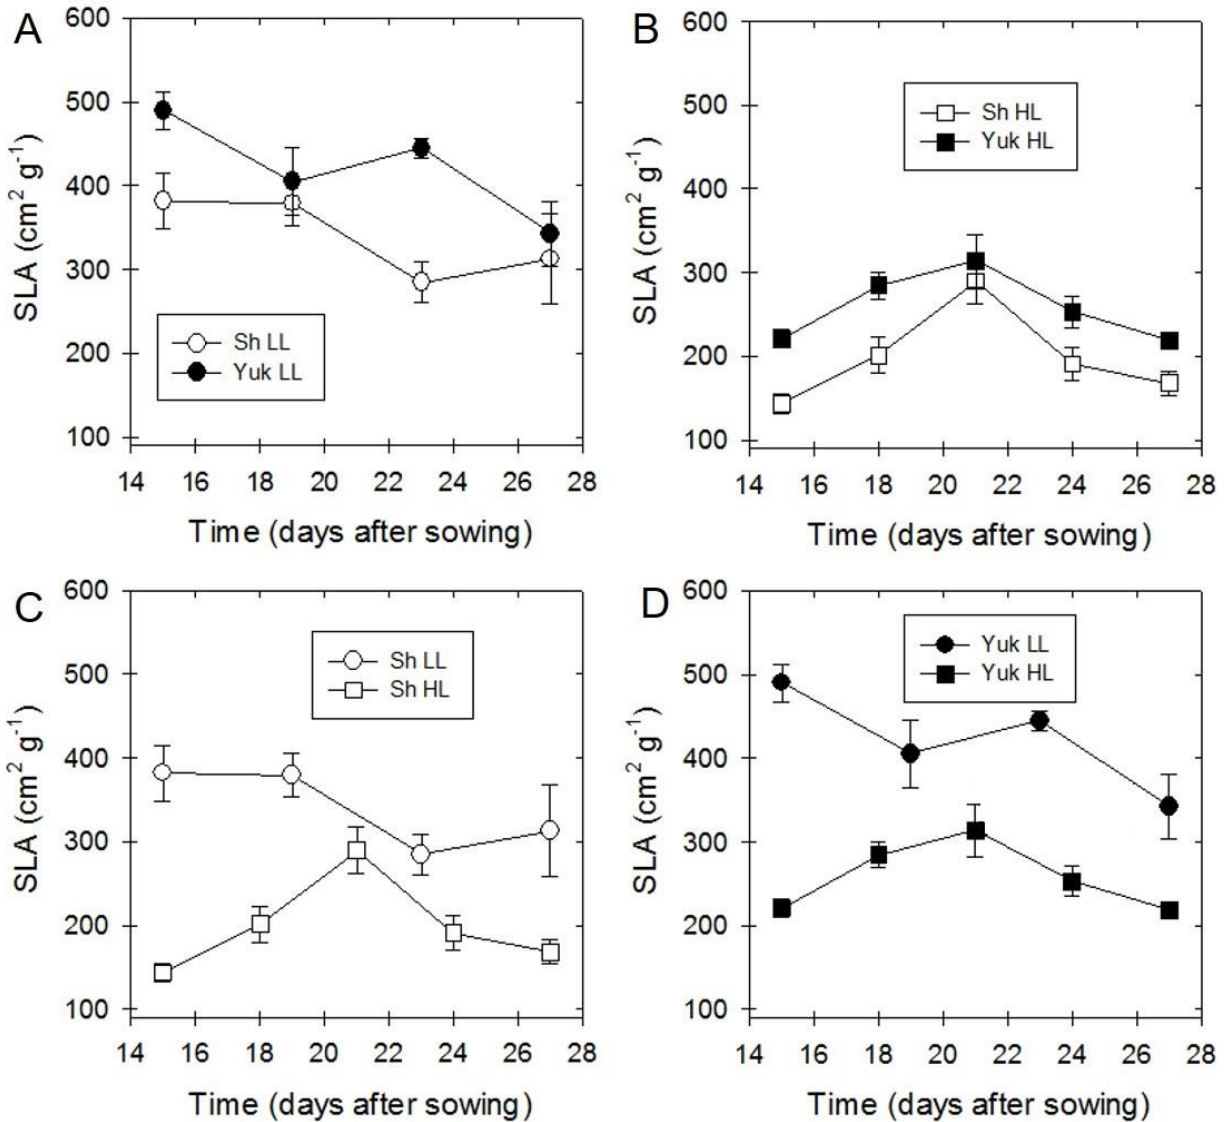 A
600
500
400
300
200
100
SLA (cm² g⁻¹)
Sh LL
Yuk LL
14 16 18 20 22 24 26 28
Time (days after sowing)
B
600
500
400
300
200
100
SLA (cm² g⁻¹)
Sh HL
Yuk HL
14 16 18 20 22 24 26 28
Time (days after sowing)
C
600
500
400
300
200
100
SLA (cm² g⁻¹)
Sh LL
Sh HL
14 16 18 20 22 24 26 28
Time (days after sowing)
D
600
500
400
300
200
100
SLA (cm² g⁻¹)
Yuk LL
Yuk HL
14 16 18 20 22 24 26 28
Time (days after sowing)